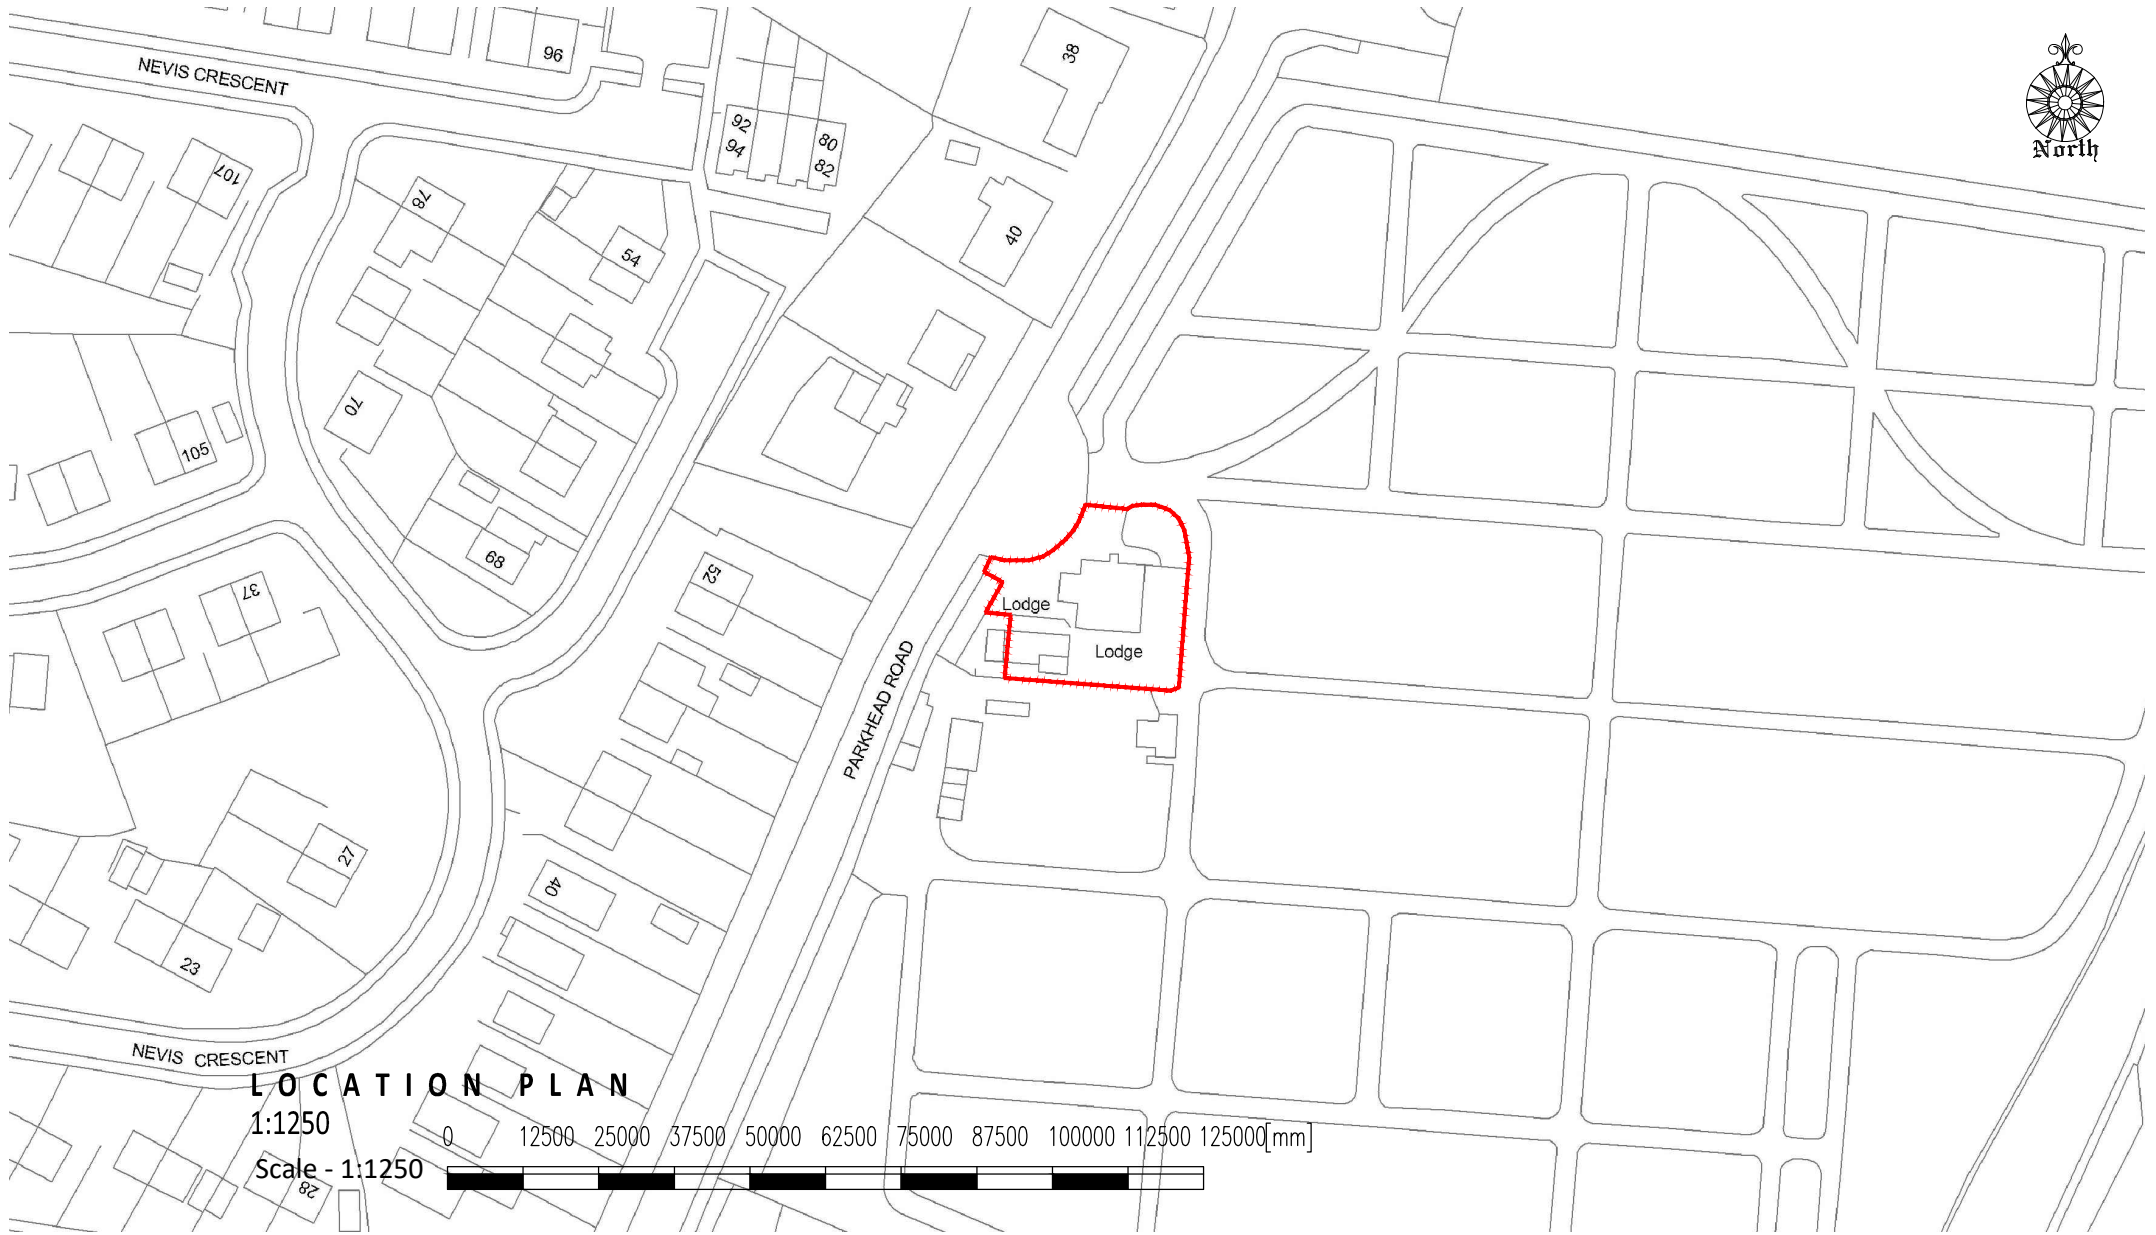 96
NEVIS CRESCENT
38
North
92
94
80
82
107
78
54
40
70
105
68
37
52
Lodge
Lodge
PARKHEAD ROAD
27
40
23
NEVIS CRESCENT
LOCATION PLAN
1:1250
0 12500 25000 37500 50000 62500 75000 87500 100000 112500 125000[mm]
Scale - 1:1250
28